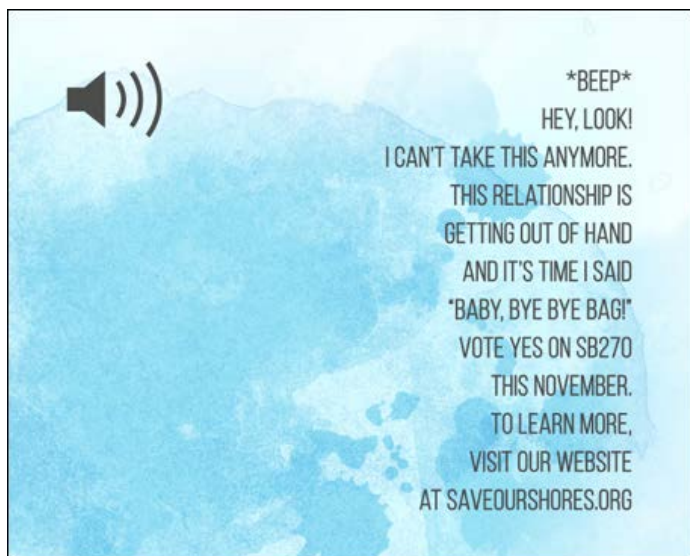 *BEEP*
HEY, LOOK!
I CAN'T TAKE THIS ANYMORE.
THIS RELATIONSHIP IS
GETTING OUT OF HAND
AND IT'S TIME I SAID
"BABY, BYE BYE BAG!"
VOTE YES ON SB270
THIS NOVEMBER.
TO LEARN MORE,
VISIT OUR WEBSITE
AT SAVEOURSHORES.ORG